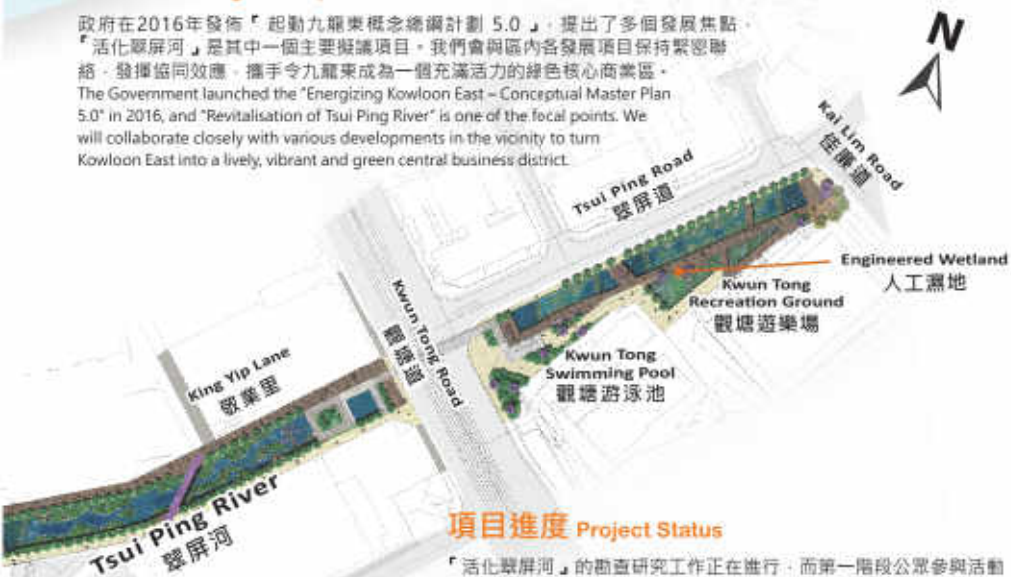 政府在2016年發佈「起動九龍東概念總綱計劃 5.0」，提出了多個發展焦點，
「活化翠屏河」是其中一個主要擬議項目。我們會與區內各發展項目保持緊密聯
絡，發揮協同效應，攜手令九龍東成為一個充滿活力的綠色核心商業區。
The Government launched the "Energizing Kowloon East – Conceptual Master Plan
5.0" in 2016, and "Revitalisation of Tsui Ping River" is one of the focal points. We
will collaborate closely with various developments in the vicinity to turn
Kowloon East into a lively, vibrant and green central business district.
N
Kai Lim Road
佳廉道
Tsui Ping Road
翠屏道
Engineered Wetland
人工濕地
Kwun Tong
Recreation Ground
觀塘遊樂場
Kwun Tong Road
觀塘道
Kwun Tong
Swimming Pool
觀塘游泳池
King Yip Lane
敬業里
Tsui Ping River
翠屏河
項目進度 Project Status
「活化翠屏河」的勘查研究工作正在進行，而第一階段公眾參與活動